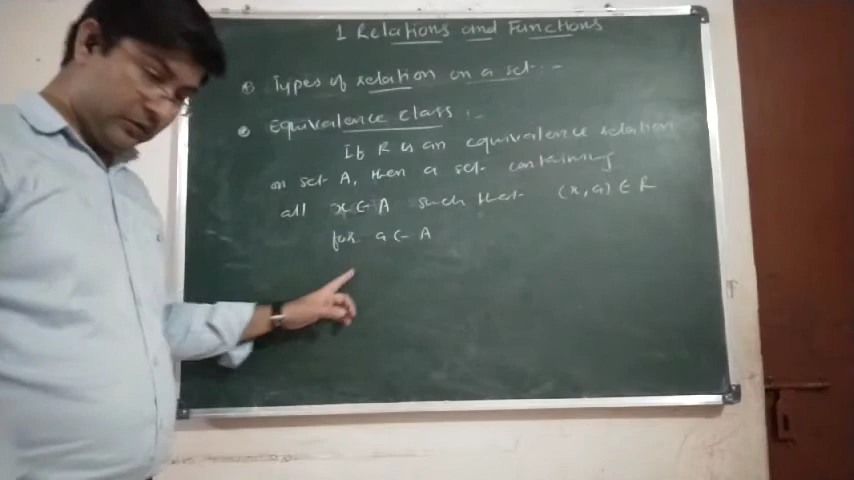 1 Relations and Functions
Types of relation on a set :-
Equivalence class :-
If R is an equivalence relation
on set A, then a set containing
all x ∈ A such that (x, a) ∈ R
for a ∈ A